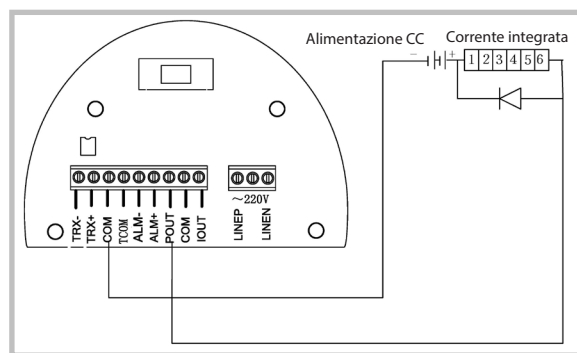 Alimentazione CC
Corrente integrata
− +
1 2 3 4 5 6
～220V
TRX-
TRX+
COM
TCOM
ALM-
ALM+
POUT
COM
IOUT
LINEP
LINEN